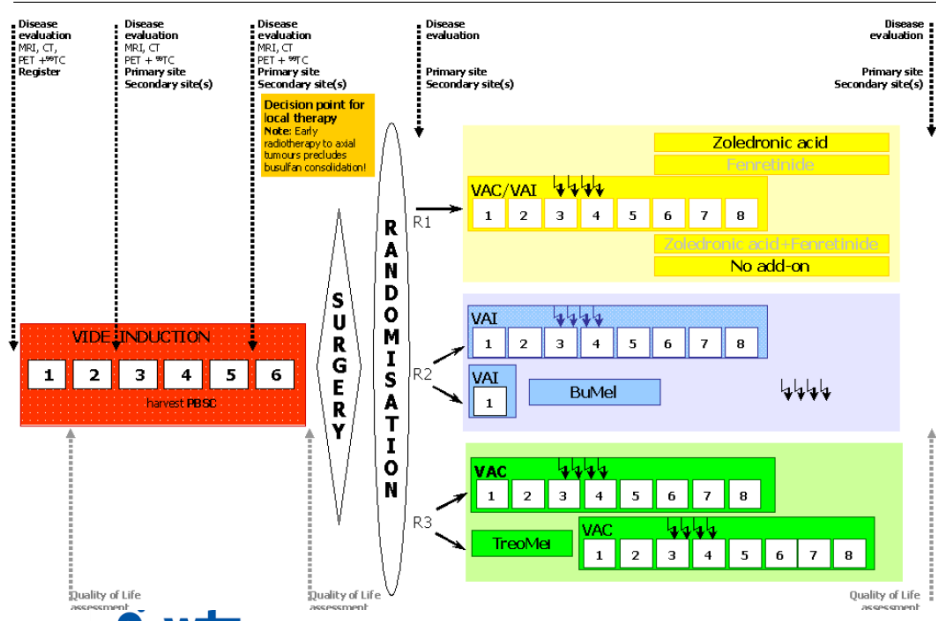 Disease
evaluation
MRI, CT,
PET +⁹⁹TC
Register
Disease
evaluation
MRI, CT
PET + ⁹⁹TC
Primary site
Secondary site(s)
Disease
evaluation
MRI, CT
PET + ⁹⁹TC
Primary site
Secondary site(s)
Decision point for
local therapy
Note: Early
radiotherapy to axial
tumours precludes
busulfan consolidation!
Disease
evaluation
Primary site
Secondary site(s)
Disease
evaluation
Primary site
Secondary site(s)
VIDE INDUCTION
1 2 3 4 5 6
harvest PBSC
SURGERY
RANDOMISATION
R1
Zoledronic acid
Fenretinide
VAC/VAI
1 2 3 4 5 6 7 8
Zoledronic acid+Fenretinide
No add-on
R2
VAI
1 2 3 4 5 6 7 8
VAI
1
BuMel
R3
VAC
1 2 3 4 5 6 7 8
TreoMel
VAC
1 2 3 4 5 6 7 8
Quality of Life
assessment
Quality of Life
assessment
Quality of Life
assessment